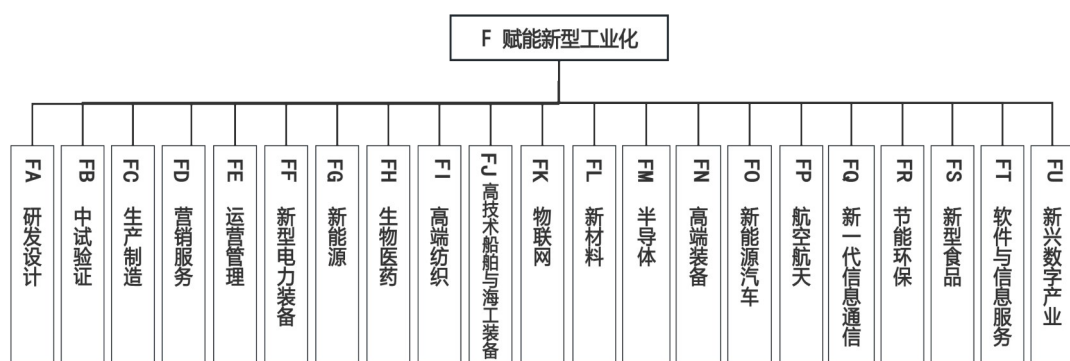 F 赋能新型工业化
FA 研发设计
FB 中试验证
FC 生产制造
FD 营销服务
FE 运营管理
FF 新型电力装备
FG 新能源
FH 生物医药
FI 高端纺织
FJ 高技术船舶与海工装备
FK 物联网
FL 新材料
FM 半导体
FN 高端装备
FO 新能源汽车
FP 航空航天
FQ 新一代信息通信
FR 节能环保
FS 新型食品
FT 软件与信息服务
FU 新兴数字产业